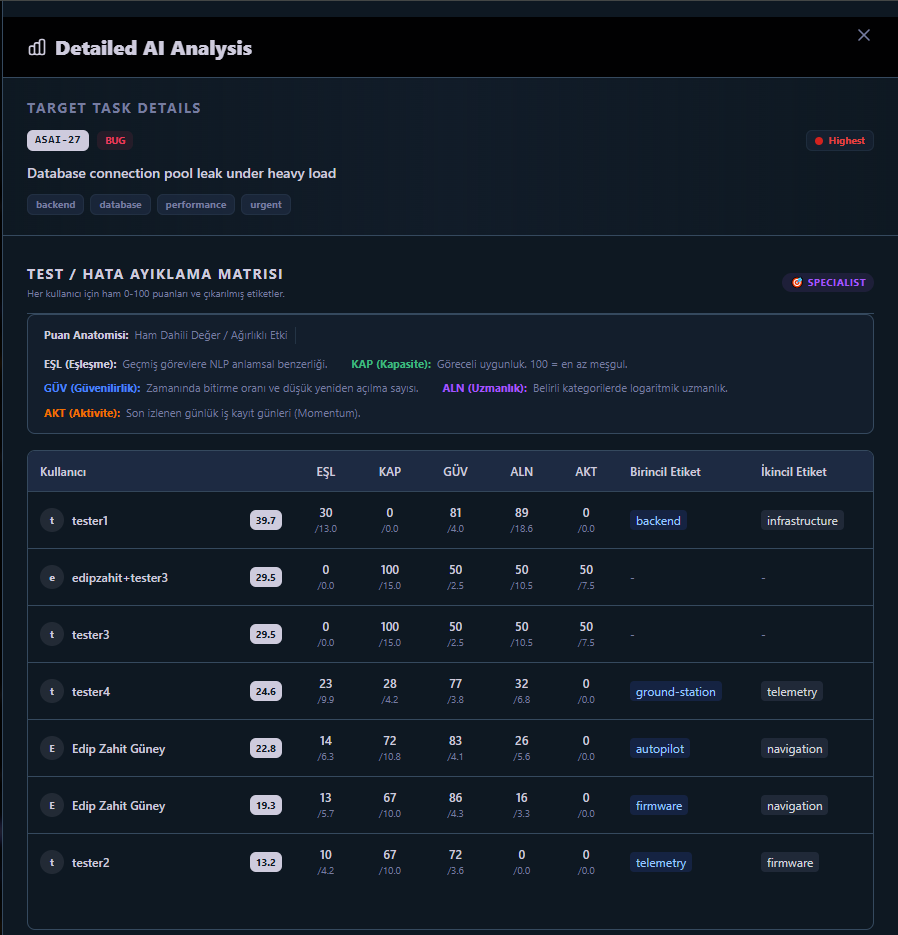 Detailed AI Analysis
TARGET TASK DETAILS
ASAI-27 BUG Highest
Database connection pool leak under heavy load
backend database performance urgent
TEST / HATA AYIKLAMA MATRISI
Her kullanıcı için ham 0-100 puanları ve çıkarılmış etiketler.
SPECIALIST
Puan Anatomisi: Ham Dahili Değer / Ağırlıklı Etki
EŞL (Eşleşme): Geçmiş görevlere NLP anlamsal benzerliği. KAP (Kapasite): Göreceli uygunluk. 100 = en az meşgul.
GÜV (Güvenilirlik): Zamanında bitirme oranı ve düşük yeniden açılma sayısı. ALN (Uzmanlık): Belirli kategorilerde logaritmik uzmanlık.
AKT (Aktivite): Son izlenen günlük iş kayıt günleri (Momentum).
Kullanıcı EŞL KAP GÜV ALN AKT Birincil Etiket İkincil Etiket
t tester1 39.7 30 0 81 89 0 backend infrastructure
/13.0 /0.0 /4.0 /18.6 /0.0
e edipzahit+tester3 29.5 0 100 50 50 50 - -
/0.0 /15.0 /2.5 /10.5 /7.5
t tester3 29.5 0 100 50 50 50 - -
/0.0 /15.0 /2.5 /10.5 /7.5
t tester4 24.6 23 28 77 32 0 ground-station telemetry
/9.9 /4.2 /3.8 /6.8 /0.0
E Edip Zahit Güney 22.8 14 72 83 26 0 autopilot navigation
/6.3 /10.8 /4.1 /5.6 /0.0
E Edip Zahit Güney 19.3 13 67 86 16 0 firmware navigation
/5.7 /10.0 /4.3 /3.3 /0.0
t tester2 13.2 10 67 72 0 0 telemetry firmware
/4.2 /10.0 /3.6 /0.0 /0.0